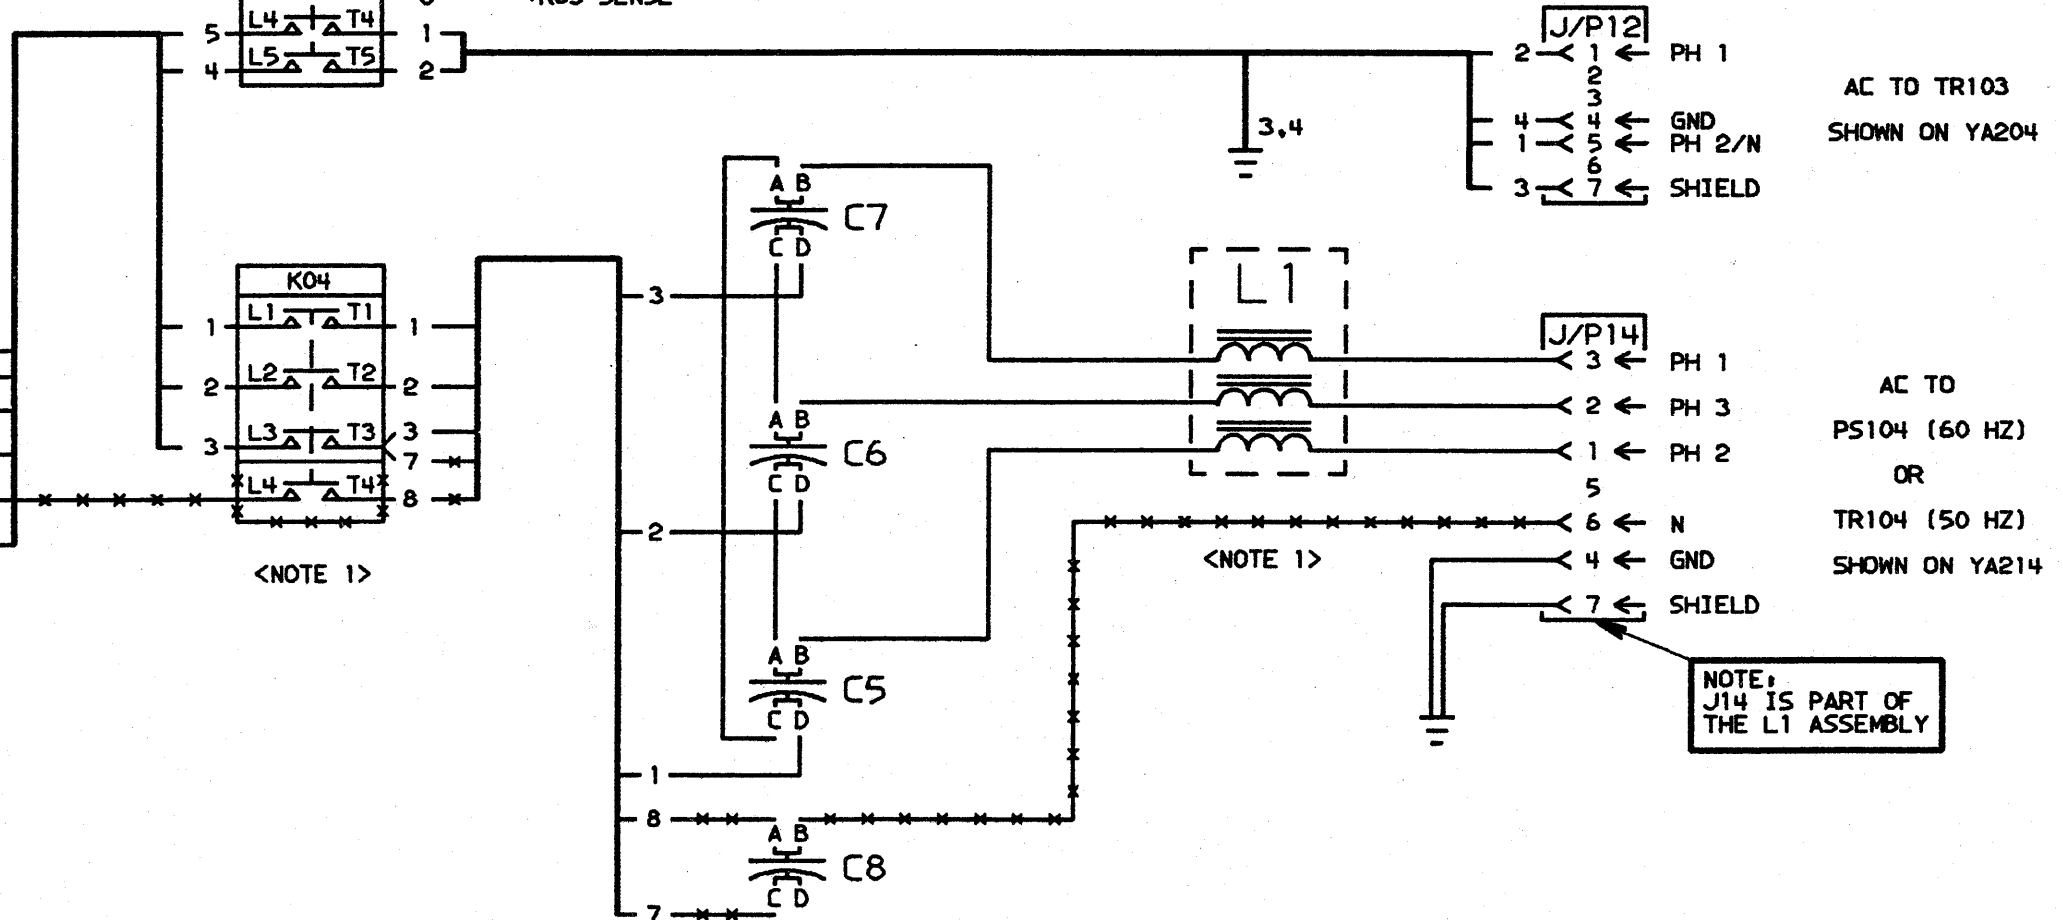 L4 T4
5 1
L5 T5
4 2
J/P12
2 1 PH 1
2
3
4 4 GND
1 5 PH 2/N
6
3 7 SHIELD
AC TO TR103
SHOWN ON YA204
3,4
A B
C7
C D
K04
L1 T1
1 1
L2 T2
2 2
L3 T3 3
3 7
L4 T4 8
<NOTE 1>
3
2
1
8
7
A B
C6
C D
A B
C5
C D
A B
C8
C D
L1
<NOTE 1>
J/P14
3 PH 1
2 PH 3
1 PH 2
5
6 N
4 GND
7 SHIELD
AC TO
PS104 (60 HZ)
OR
TR104 (50 HZ)
SHOWN ON YA214
NOTE:
J14 IS PART OF
THE L1 ASSEMBLY